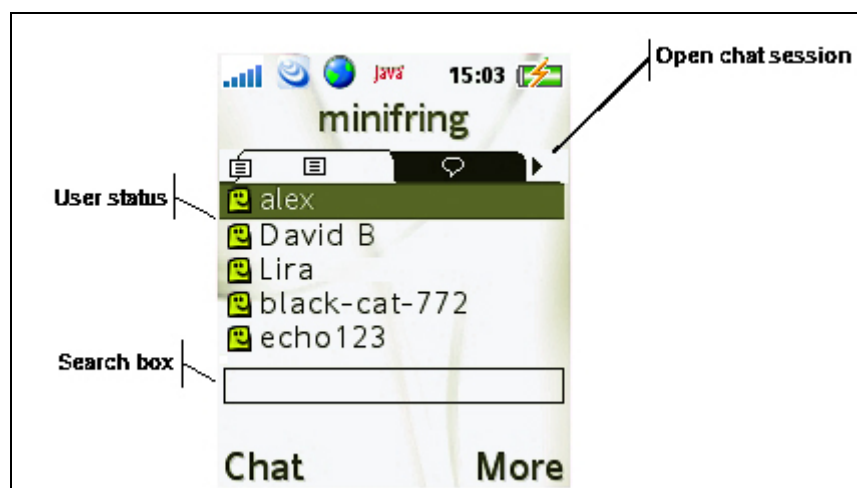 Open chat session
Java 15:03
minifring
User status
alex
David B
Lira
black-cat-772
echo123
Search box
Chat More